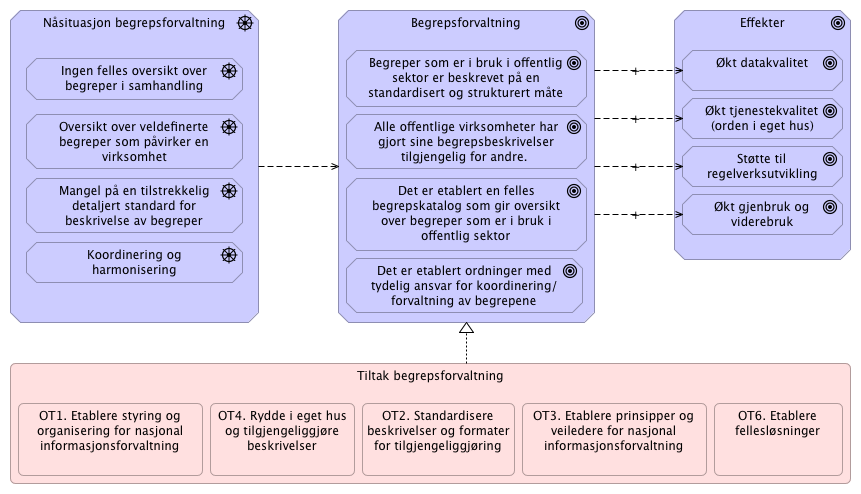 Nåsituasjon begrepsforvaltning
Ingen felles oversikt over
begreper i samhandling
Oversikt over veldefinerte
begreper som påvirker en
virksomhet
Mangel på en tilstrekkelig
detaljert standard for
beskrivelse av begreper
Koordinering og
harmonisering
Begrepsforvaltning
Begreper som er i bruk i offentlig
sektor er beskrevet på en
standardisert og strukturert måte
Alle offentlige virksomheter har
gjort sine begrepsbeskrivelser
tilgjengelig for andre.
Det er etablert en felles
begrepskatalog som gir oversikt
over begreper som er i bruk i
offentlig sektor
Det er etablert ordninger med
tydelig ansvar for koordinering/
forvaltning av begrepene
Effekter
Økt datakvalitet
Økt tjenestekvalitet
(orden i eget hus)
Støtte til
regelverksutvikling
Økt gjenbruk og
viderebruk
+
+
+
+
Tiltak begrepsforvaltning
OT1. Etablere styring og
organisering for nasjonal
informasjonsforvaltning
OT4. Rydde i eget hus
og tilgjengeliggjøre
beskrivelser
OT2. Standardisere
beskrivelser og formater
for tilgjengeliggjøring
OT3. Etablere prinsipper og
veiledere for nasjonal
informasjonsforvaltning
OT6. Etablere
fellesløsninger